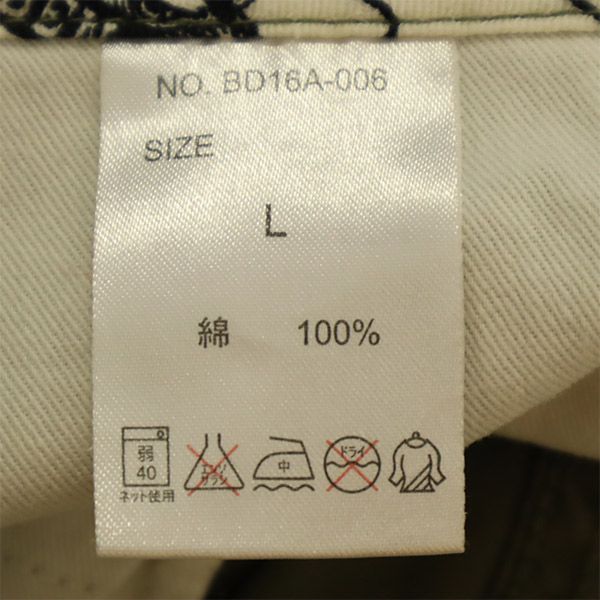 NO. BD16A-006
SIZE
L
綿 100%
弱
40
ネット使用
エンソ
サラシ
中
ドライ